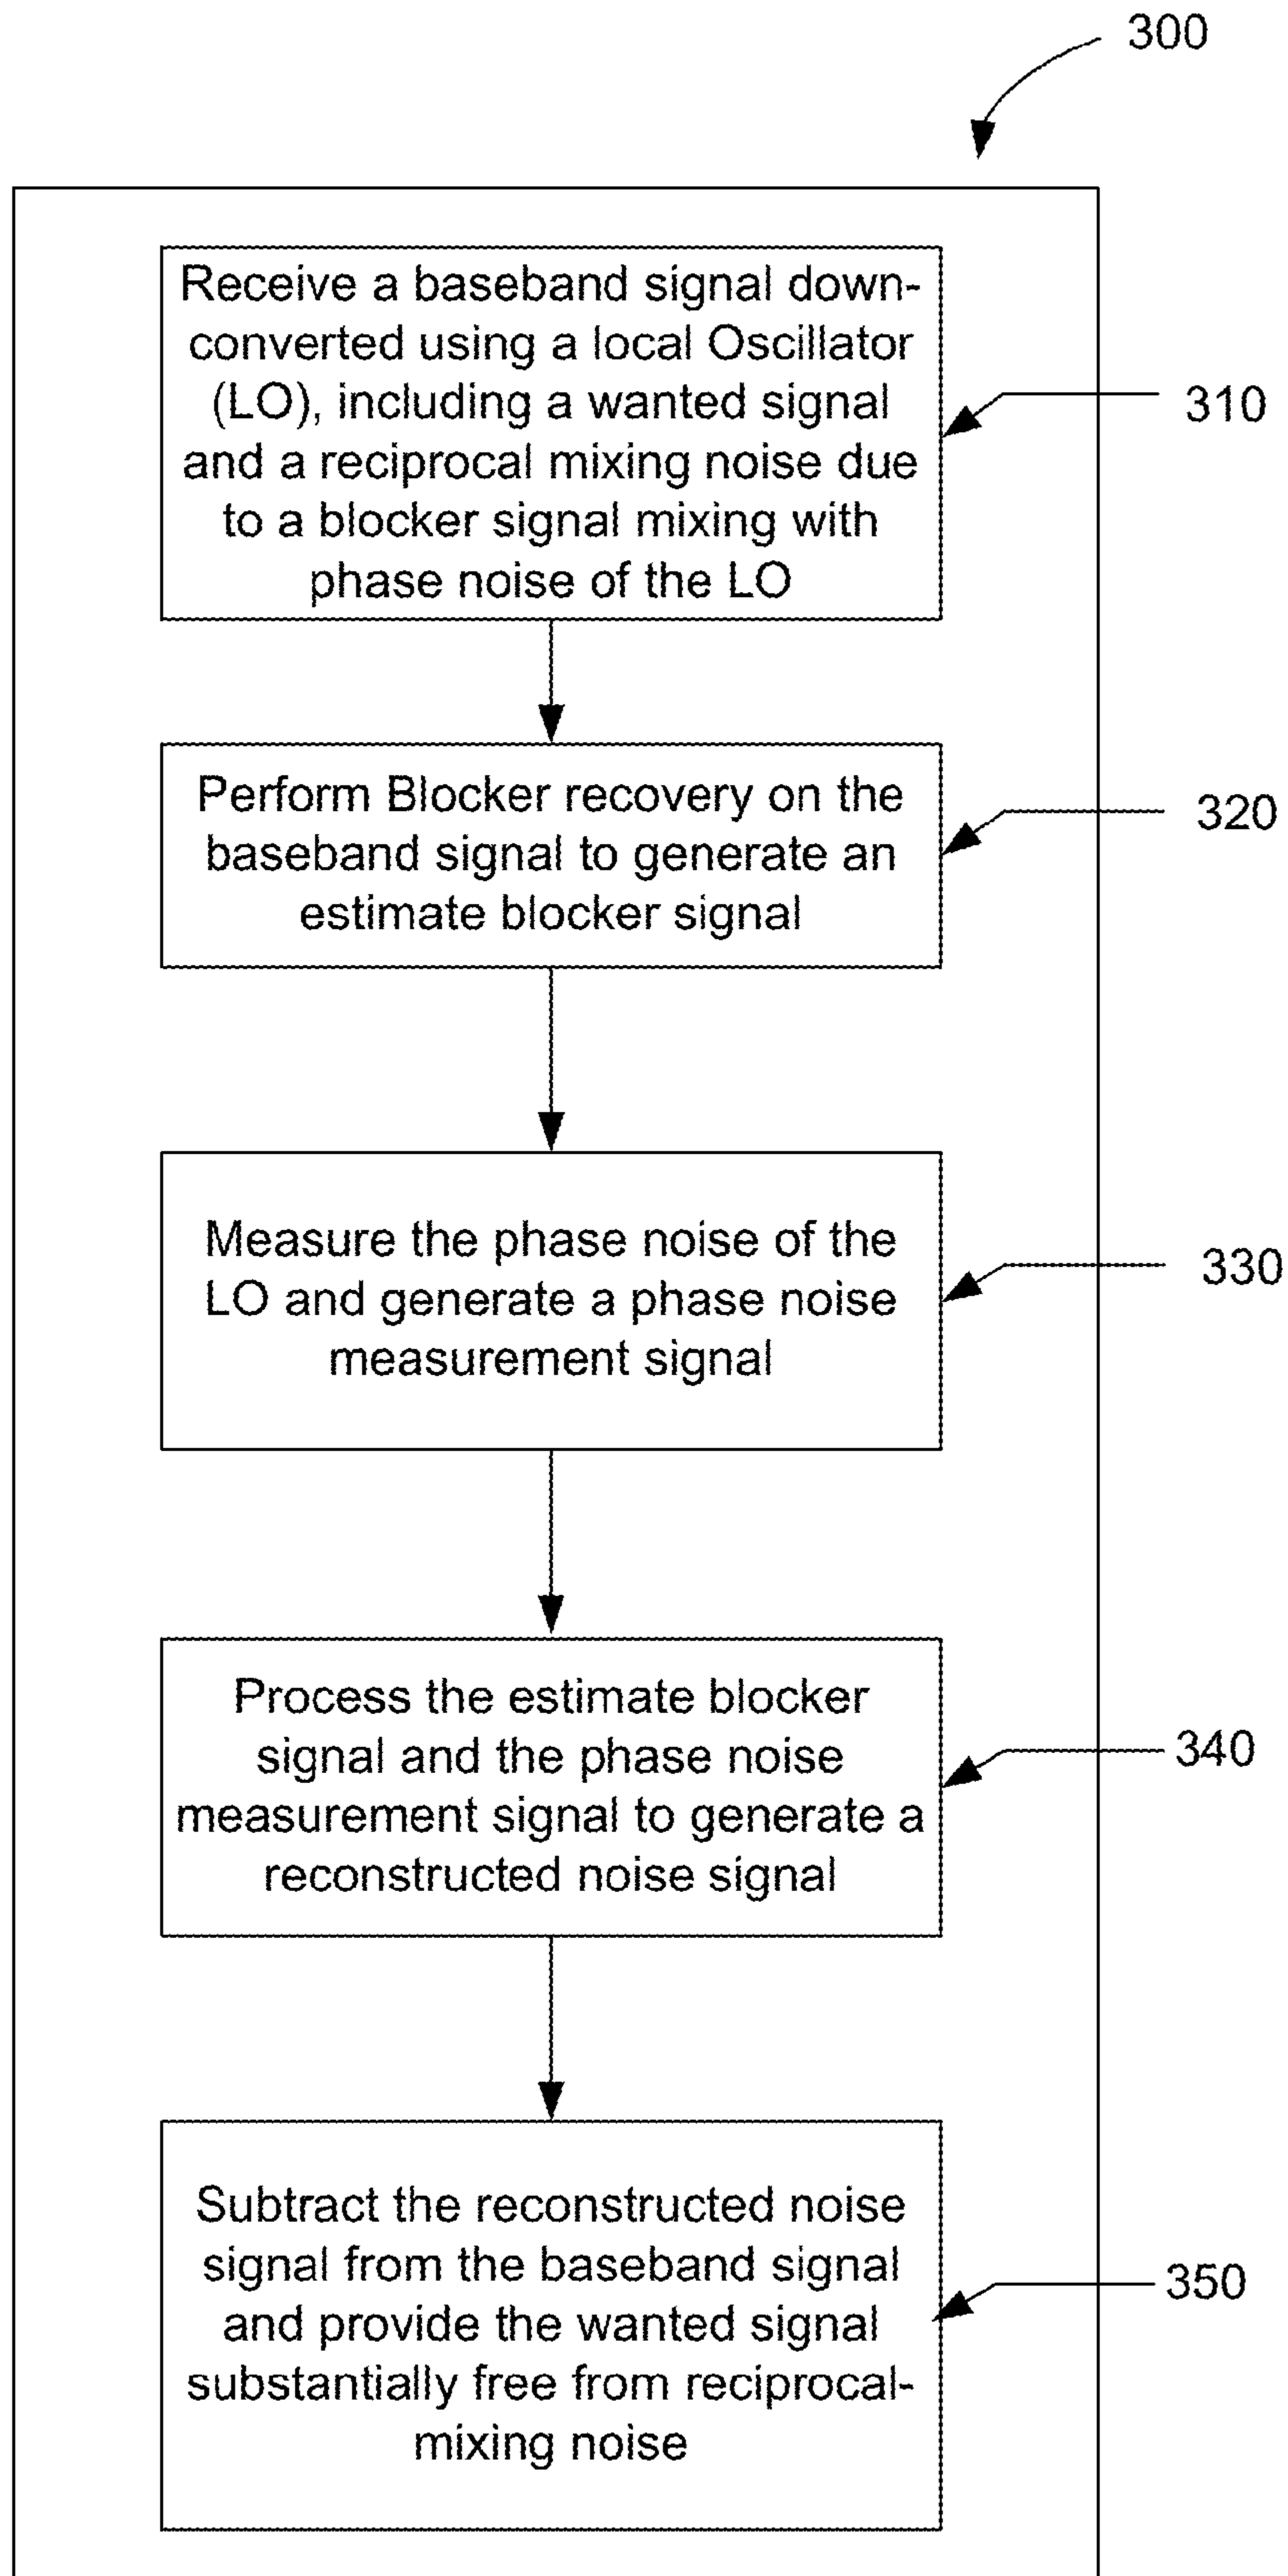 300
Receive a baseband signal down-
converted using a local Oscillator
(LO), including a wanted signal
and a reciprocal mixing noise due
to a blocker signal mixing with
phase noise of the LO
310
Perform Blocker recovery on the
baseband signal to generate an
estimate blocker signal
320
Measure the phase noise of the
LO and generate a phase noise
measurement signal
330
Process the estimate blocker
signal and the phase noise
measurement signal to generate a
reconstructed noise signal
340
Subtract the reconstructed noise
signal from the baseband signal
and provide the wanted signal
substantially free from reciprocal-
mixing noise
350